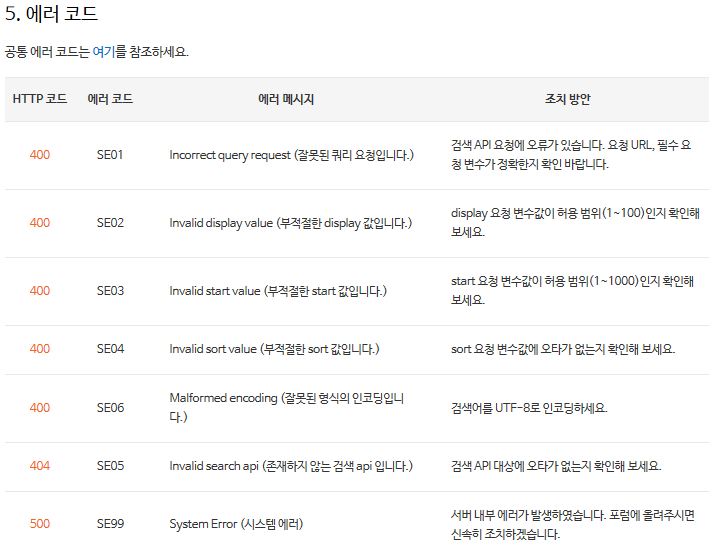 5. 에러 코드
공통 에러 코드는 여기를 참조하세요.
HTTP 코드 에러 코드 에러 메시지 조치 방안
400 SE01 Incorrect query request (잘못된 쿼리 요청입니다.) 검색 API 요청에 오류가 있습니다. 요청 URL, 필수 요
청 변수가 정확한지 확인 바랍니다.
400 SE02 Invalid display value (부적절한 display 값입니다.) display 요청 변수값이 허용 범위(1~100)인지 확인해
보세요.
400 SE03 Invalid start value (부적절한 start 값입니다.) start 요청 변수값이 허용 범위(1~1000)인지 확인해
보세요.
400 SE04 Invalid sort value (부적절한 sort 값입니다.) sort 요청 변수값에 오타가 없는지 확인해 보세요.
400 SE06 Malformed encoding (잘못된 형식의 인코딩입니
다.) 검색어를 UTF-8로 인코딩하세요.
404 SE05 Invalid search api (존재하지 않는 검색 api 입니다.) 검색 API 대상에 오타가 없는지 확인해 보세요.
500 SE99 System Error (시스템 에러) 서버 내부 에러가 발생하였습니다. 포럼에 올려주시면
신속히 조치하겠습니다.